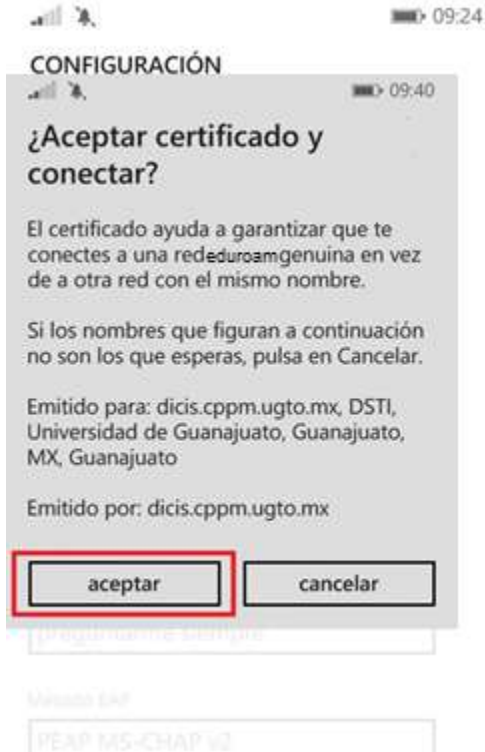 09:24
CONFIGURACIÓN
09:40
¿Aceptar certificado y
conectar?
El certificado ayuda a garantizar que te
conectes a una rededuroamgenuina en vez
de a otra red con el mismo nombre.
Si los nombres que figuran a continuación
no son los que esperas, pulsa en Cancelar.
Emitido para: dicis.cppm.ugto.mx, DSTI,
Universidad de Guanajuato, Guanajuato,
MX, Guanajuato
Emitido por: dicis.cppm.ugto.mx
aceptar
cancelar
preguntarme siempre
Método EAP
PEAP MS-CHAP v2